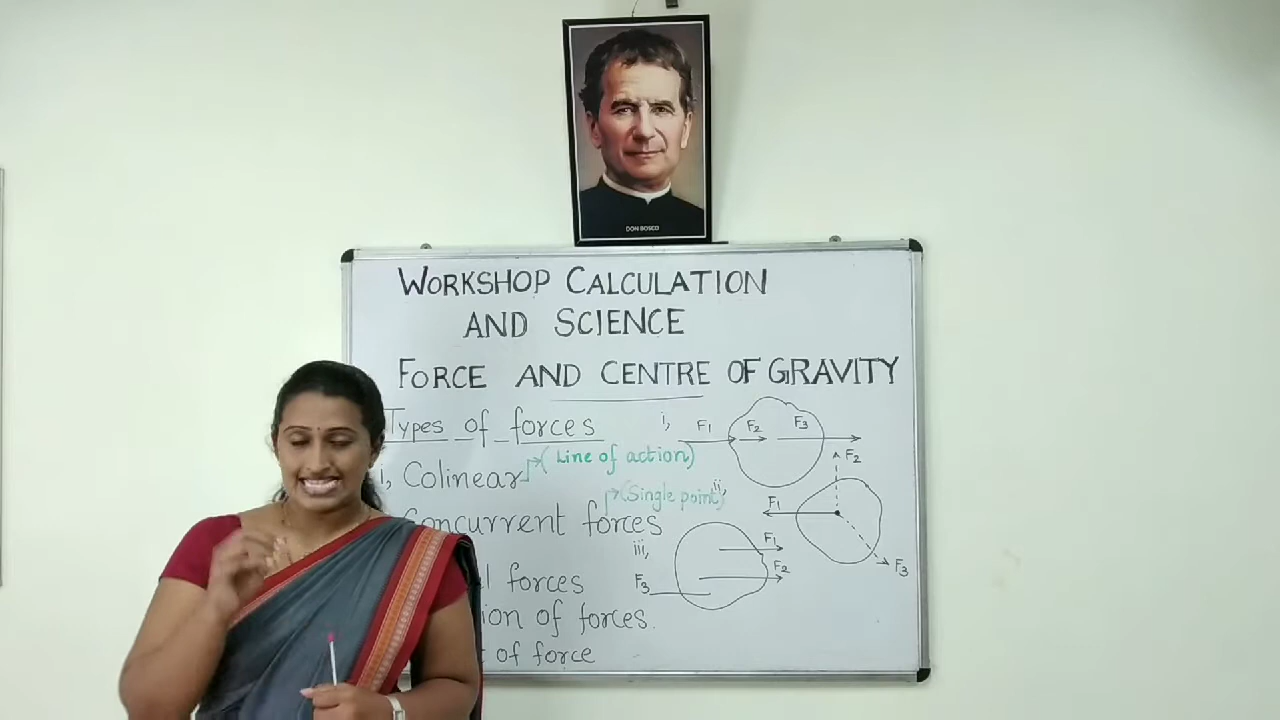 DON BOSCO
WORKSHOP CALCULATION
AND SCIENCE
FORCE AND CENTRE OF GRAVITY
Types of forces
i, Colinear (Line of action)
Concurrent forces (Single point)
forces
of forces.
of force
i, F1 F2 F3
ii, F1 F2 F3
iii, F1 F2 F3